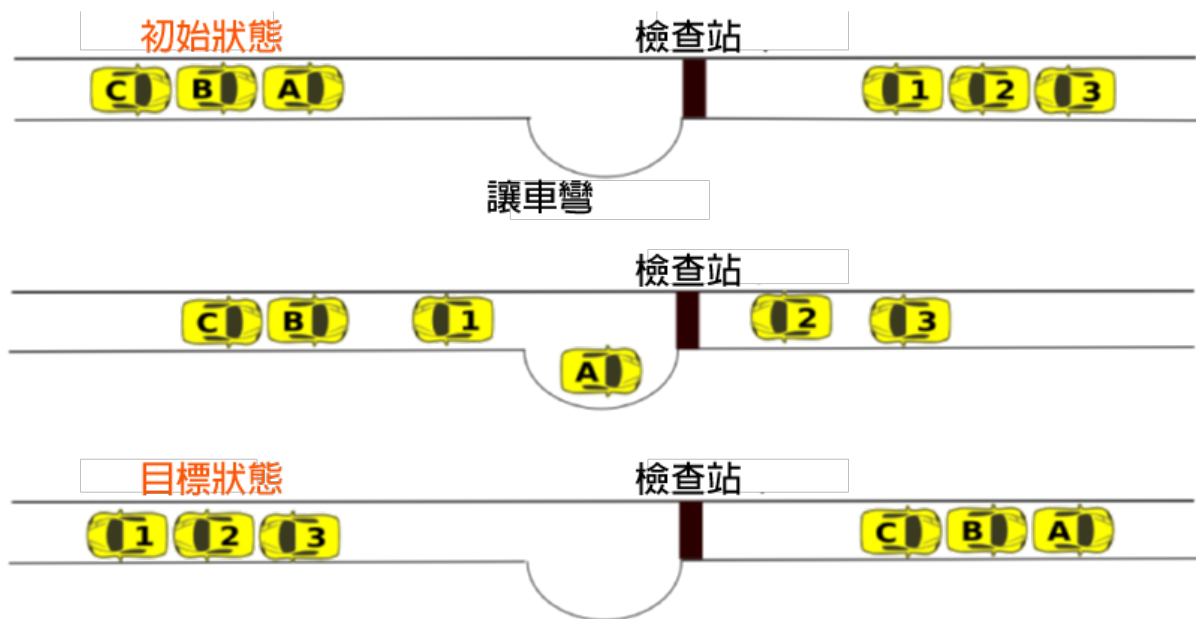 初始狀態 檢查站
C B A 1 2 3
讓車彎
檢查站
C B 1 A 2 3
目標狀態 檢查站
1 2 3 C B A